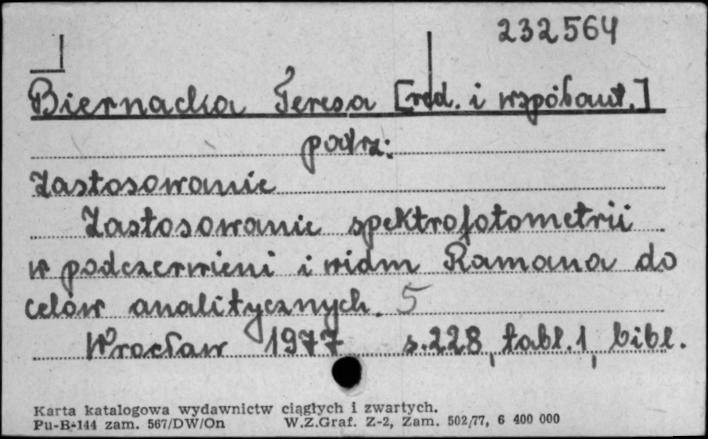 232564
Biernacka Teresa [red. i współaut.]
patrz:
Zastosowanie
Zastosowanie spektrofotometrii
w podczerwieni i widm Ramana do
celów analitycznych. 5
Wrocław 1977 s. 228, tabl. 1, bibl.
Karta katalogowa wydawnictw ciągłych i zwartych.
Pu-B-144 zam. 567/DW/On W.Z.Graf. Z-2, Zam. 502/77, 6 400 000